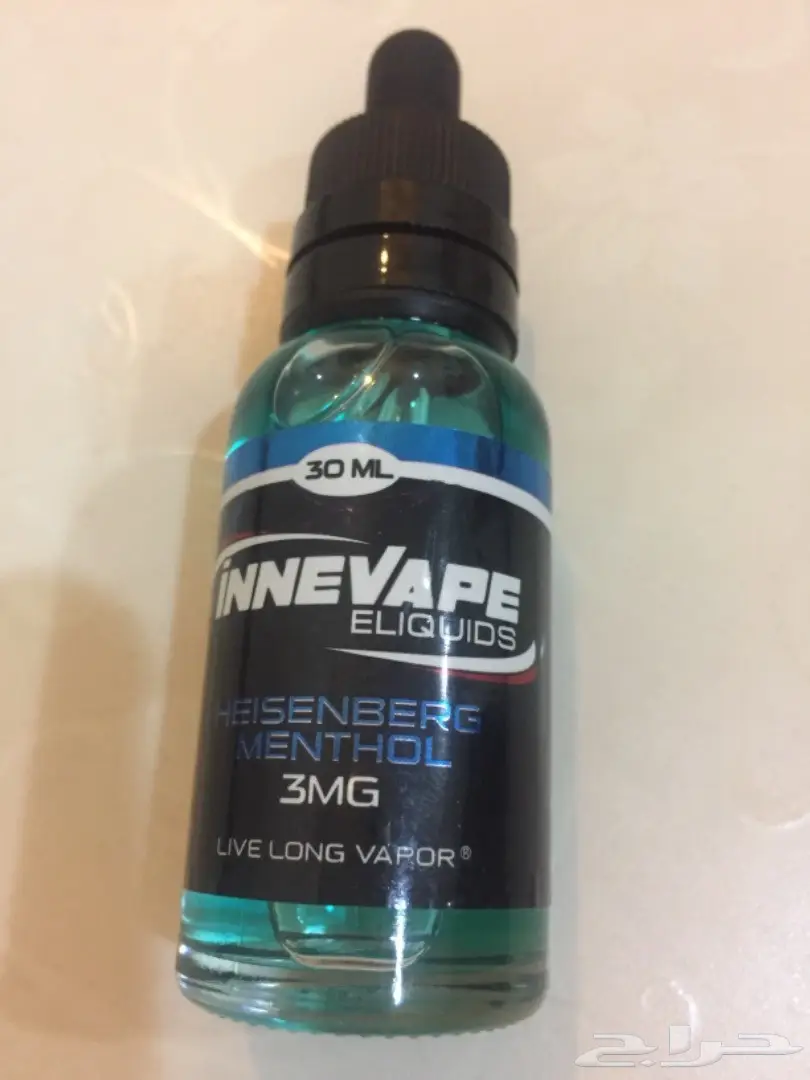 30 ML
INNEVAPE
ELIQUIDS
HEISENBERG
MENTHOL
3MG
LIVE LONG VAPOR®
حراج